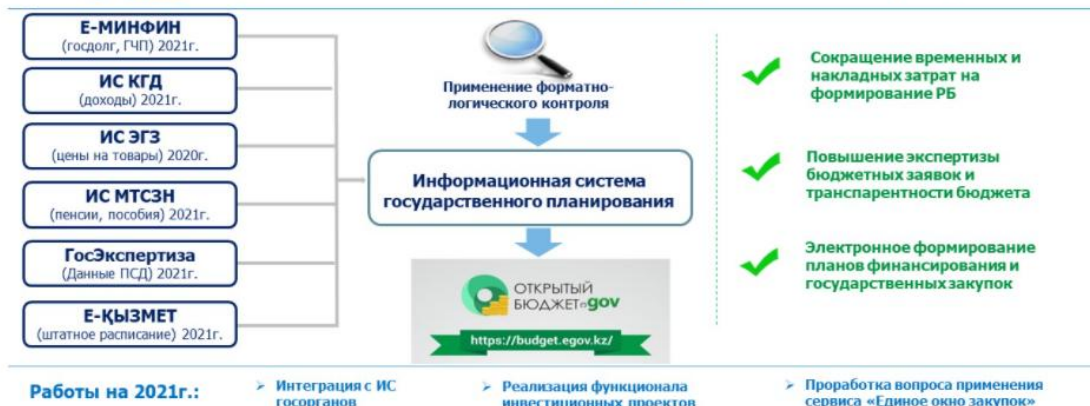 Е-МИНФИН
(госдолг, ГЧП) 2021г.
ИС КГД
(доходы) 2021г.
ИС ЭГЗ
(цены на товары) 2020г.
ИС МТСЗН
(пенсии, пособия) 2021г.
ГосЭкспертиза
(Данные ПСД) 2021г.
Е-ҚЫЗМЕТ
(штатное расписание) 2021г.
Применение форматно-
логического контроля
Информационная система
государственного планирования
ОТКРЫТЫЙ
БЮДЖЕТ egov
https://budget.egov.kz/
Сокращение временных и
накладных затрат на
формирование РБ
Повышение экспертизы
бюджетных заявок и
транспарентности бюджета
Электронное формирование
планов финансирования и
государственных закупок
Работы на 2021г.:
Интеграция с ИС
госорганов
Реализация функционала
инвестиционных проектов
Проработка вопроса применения
сервиса «Единое окно закупок»